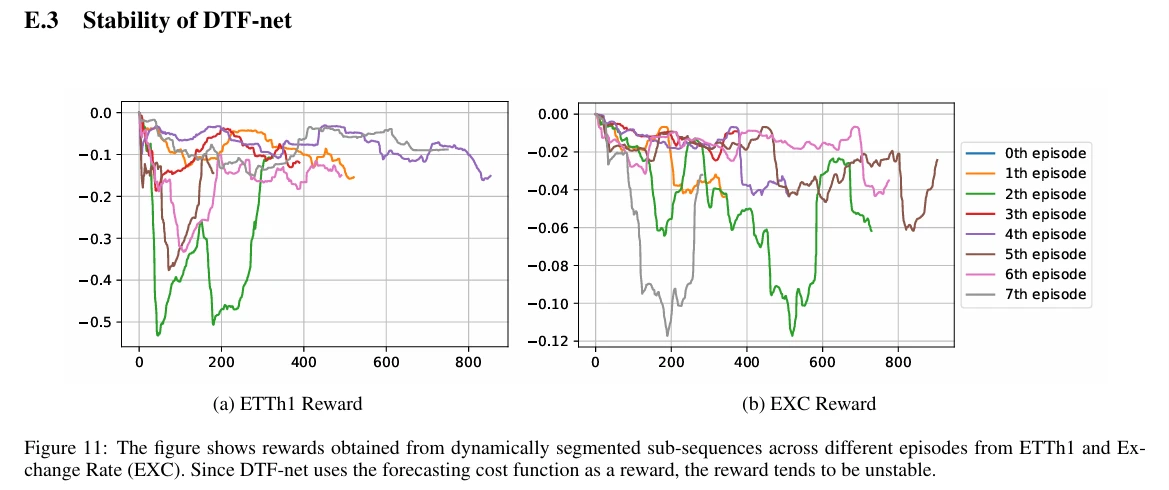 E.3 Stability of DTF-net
0.0
−0.1
−0.2
−0.3
−0.4
−0.5
0
200
400
600
800
(a) ETTh1 Reward
0.00
−0.02
−0.04
−0.06
−0.08
−0.10
−0.12
0
200
400
600
800
(b) EXC Reward
0th episode
1th episode
2th episode
3th episode
4th episode
5th episode
6th episode
7th episode
Figure 11: The figure shows rewards obtained from dynamically segmented sub-sequences across different episodes from ETTh1 and Ex-
change Rate (EXC). Since DTF-net uses the forecasting cost function as a reward, the reward tends to be unstable.